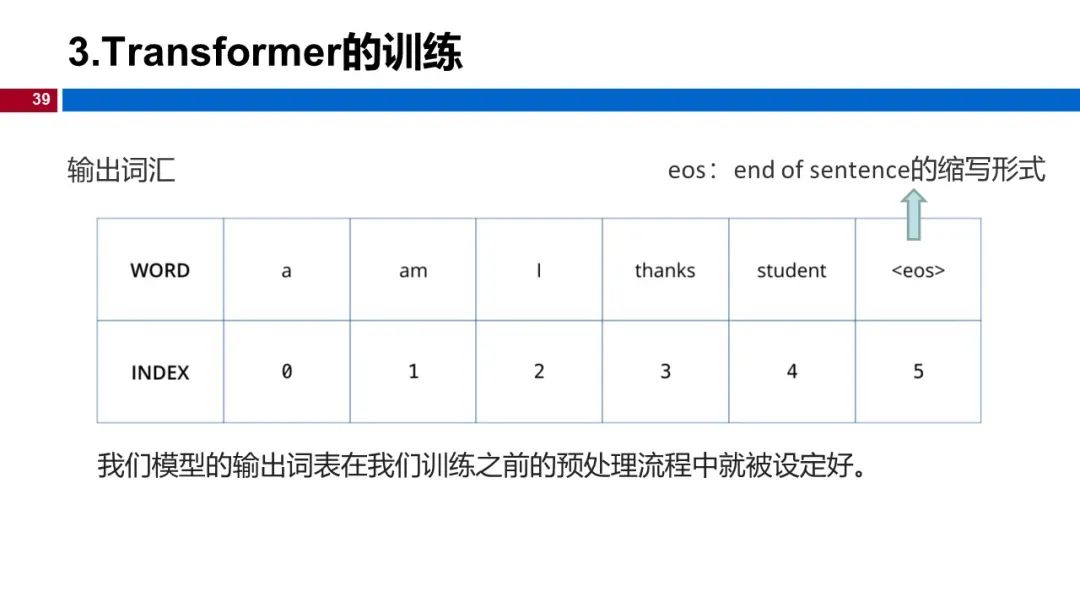 3.Transformer的训练
39
输出词汇
eos：end of sentence的缩写形式
WORD a am I thanks student <eos>
INDEX 0 1 2 3 4 5
我们模型的输出词表在我们训练之前的预处理流程中就被设定好。